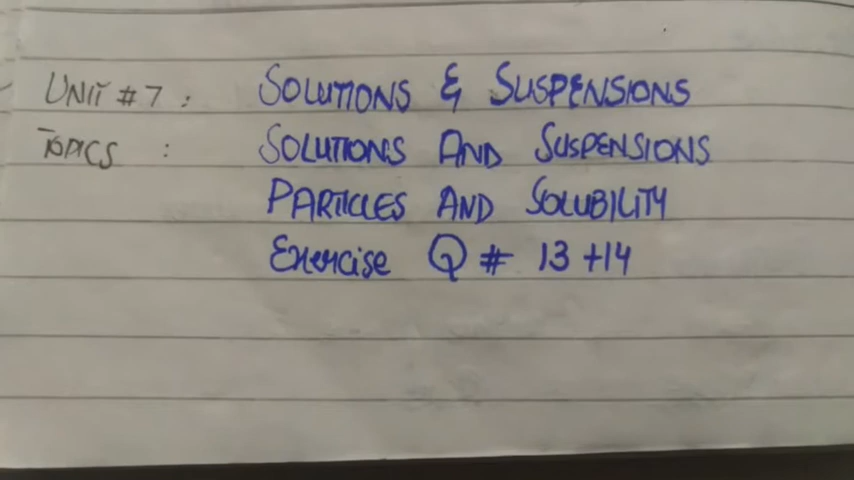 UNIT # 7 : SOLUTIONS & SUSPENSIONS
TOPICS : SOLUTIONS AND SUSPENSIONS
PARTICLES AND SOLUBILITY
Exercise Q # 13 +14